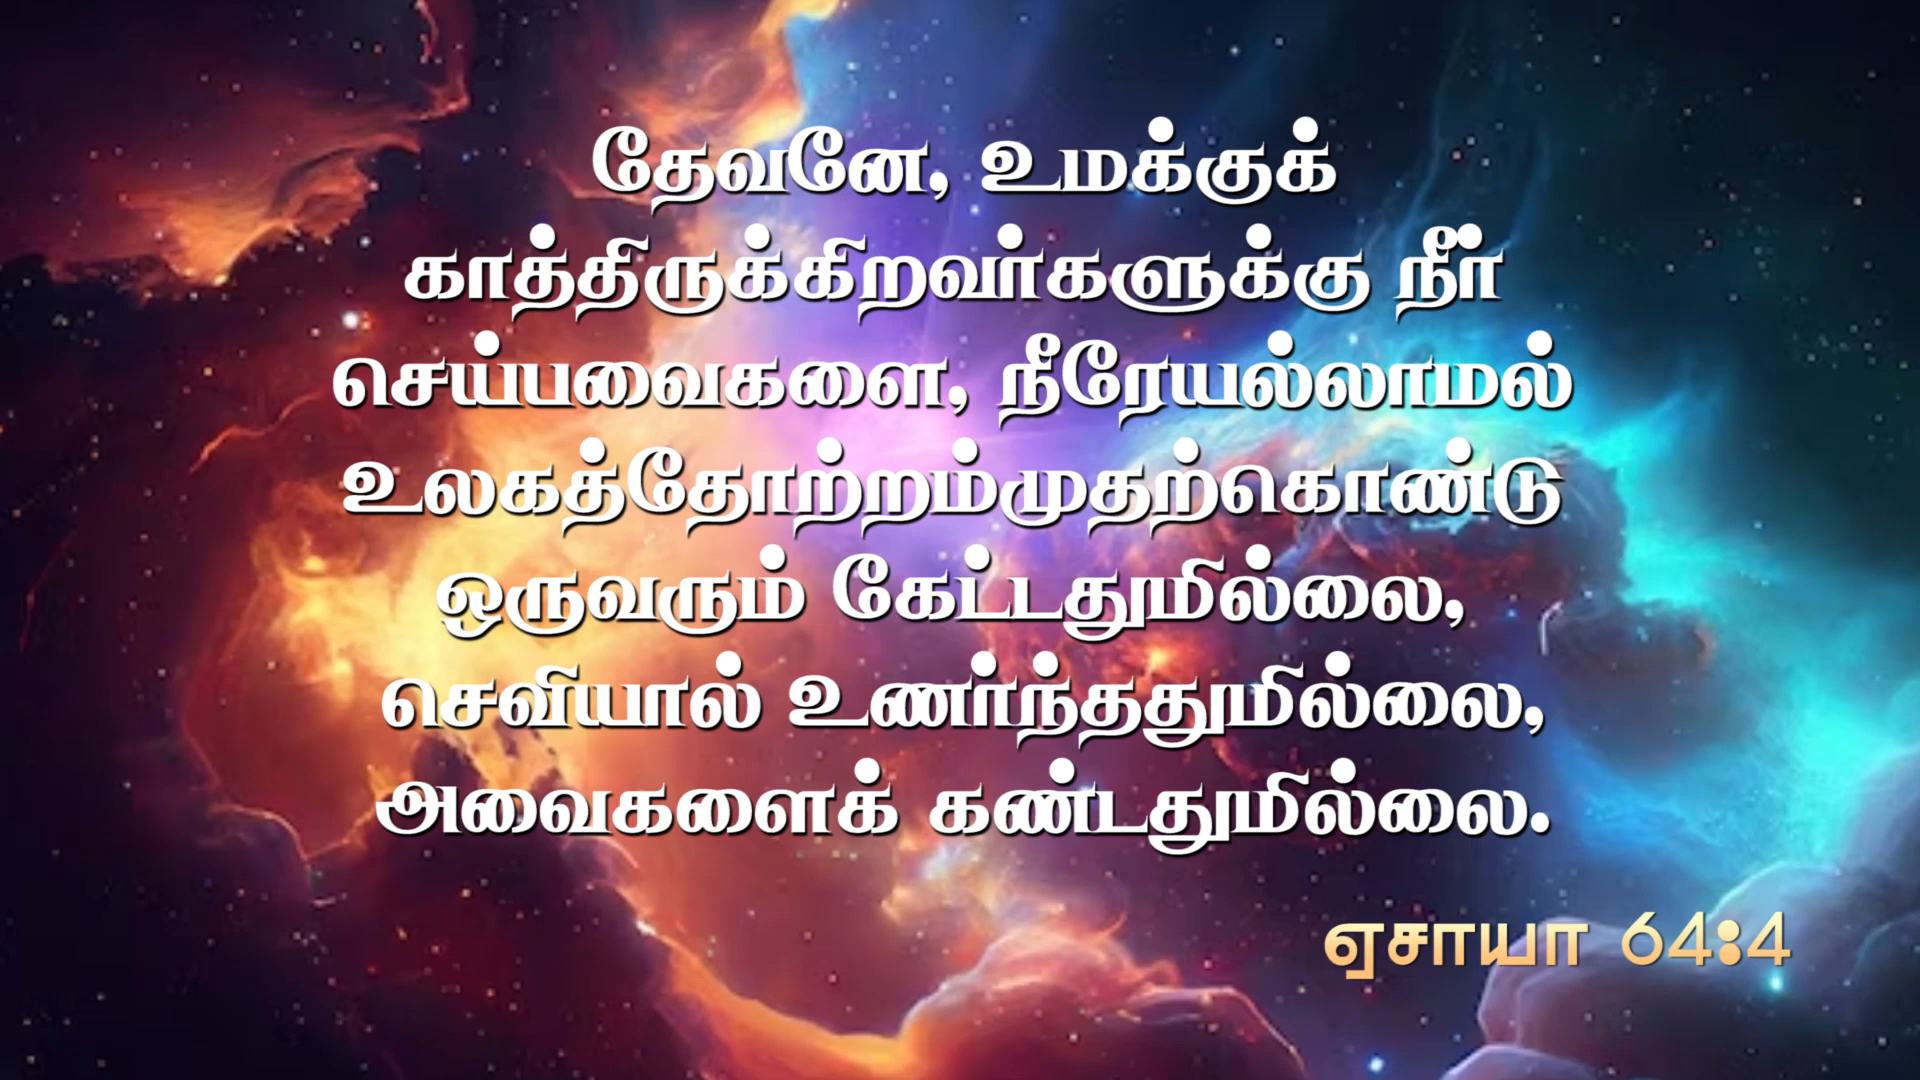 தேவனே, உமக்குக்
காத்திருக்கிறவர்களுக்கு நீர்
செய்பவைகளை, நீரேயல்லாமல்
உலகத்தோற்றம்முதற்கொண்டு
ஒருவரும் கேட்டதுமில்லை,
செவியால் உணர்ந்ததுமில்லை,
அவைகளைக் கண்டதுமில்லை.
ஏசாயா 64:4